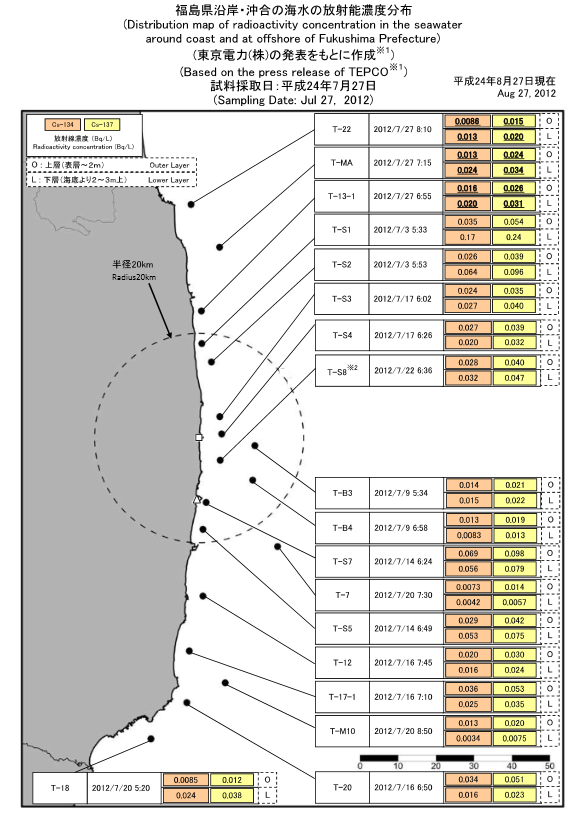 福島県沿岸・沖合の海水の放射能濃度分布
(Distribution map of radioactivity concentration in the seawater
around coast and at offshore of Fukushima Prefecture)
(東京電力(株)の発表をもとに作成※1)
(Based on the press release of TEPCO※1)
試料採取日：平成24年7月27日
(Sampling Date: Jul 27, 2012)
平成24年8月27日現在
Aug 27, 2012
Cs-134 Cs-137
放射線濃度 (Bq/L)
Radioactivity concentration (Bq/L)
O：上層(表層～2m) Outer Layer
L：下層(海底より2～3m上) Lower Layer
半径20km
Radius20km
T-22 2012/7/27 8:10 0.0086 0.015 O
0.013 0.020 L
T-MA 2012/7/27 7:15 0.013 0.024 O
0.024 0.034 L
T-13-1 2012/7/27 6:55 0.016 0.026 O
0.020 0.031 L
T-S1 2012/7/3 5:33 0.035 0.054 O
0.17 0.24 L
T-S2 2012/7/3 5:53 0.026 0.039 O
0.064 0.096 L
T-S3 2012/7/17 6:02 0.024 0.035 O
0.027 0.040 L
T-S4 2012/7/17 6:26 0.027 0.039 O
0.020 0.032 L
T-S8※2 2012/7/22 6:36 0.028 0.040 O
0.032 0.047 L
T-B3 2012/7/9 5:34 0.014 0.021 O
0.015 0.022 L
T-B4 2012/7/9 6:58 0.013 0.019 O
0.0083 0.013 L
T-S7 2012/7/14 6:24 0.069 0.098 O
0.056 0.079 L
T-7 2012/7/20 7:30 0.0073 0.014 O
0.0042 0.0057 L
T-S5 2012/7/14 6:49 0.029 0.042 O
0.053 0.075 L
T-12 2012/7/16 7:45 0.020 0.030 O
0.016 0.024 L
T-17-1 2012/7/16 7:10 0.036 0.053 O
0.025 0.035 L
T-M10 2012/7/20 8:50 0.013 0.020 O
0.0034 0.0075 L
0 10 20 30 40 50
T-18 2012/7/20 5:20 0.0085 0.012 O
0.024 0.038 L
T-20 2012/7/16 6:50 0.034 0.051 O
0.016 0.023 L